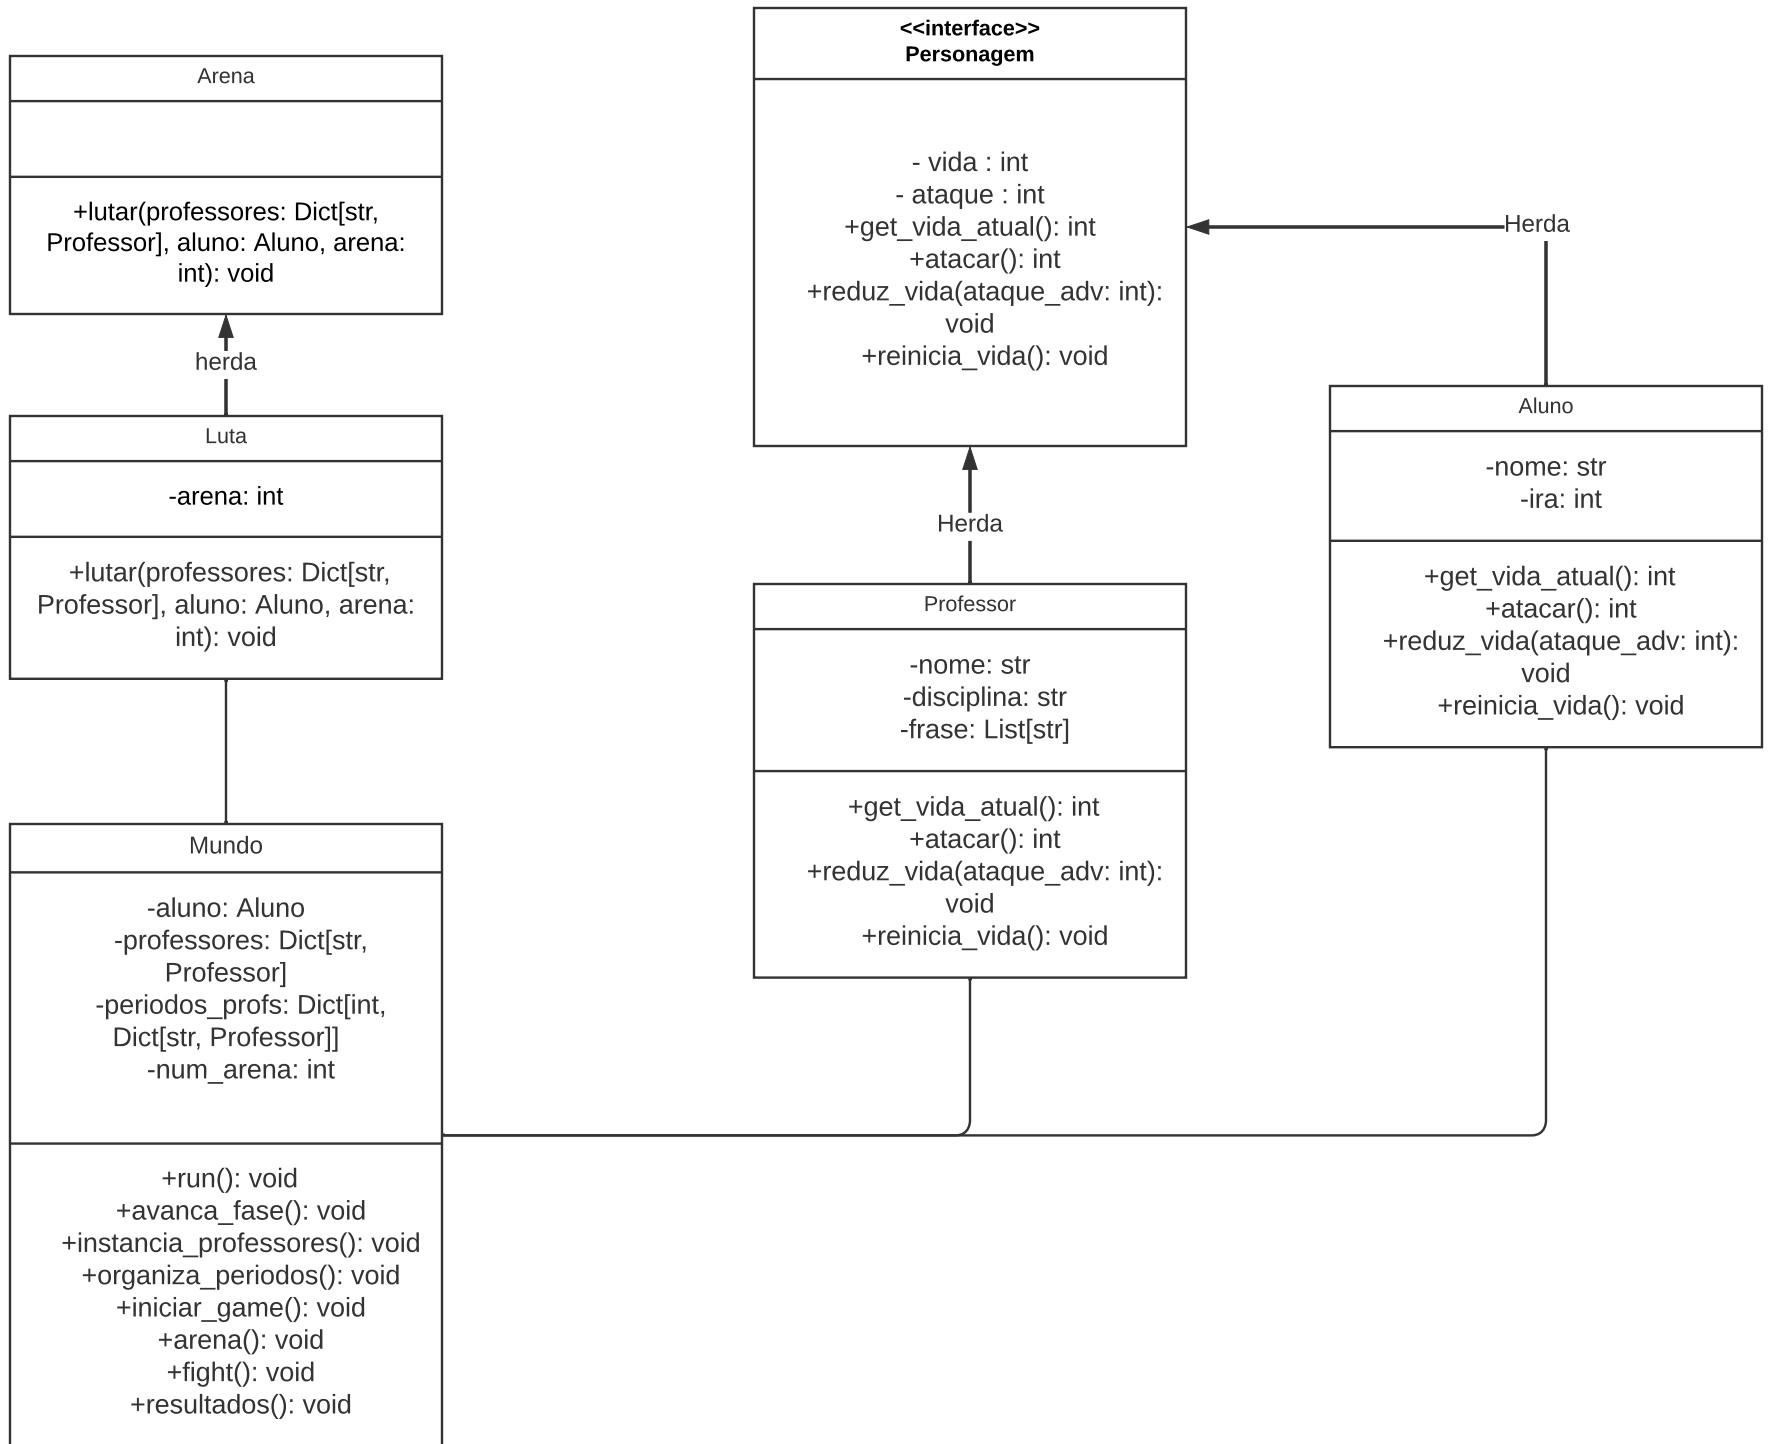 Arena
+lutar(professores: Dict[str,
Professor], aluno: Aluno, arena:
int): void
herda
Luta
-arena: int
+lutar(professores: Dict[str,
Professor], aluno: Aluno, arena:
int): void
Mundo
-aluno: Aluno
-professores: Dict[str,
Professor]
-periodos_profs: Dict[int,
Dict[str, Professor]]
-num_arena: int
+run(): void
+avanca_fase(): void
+instancia_professores(): void
+organiza_periodos(): void
+iniciar_game(): void
+arena(): void
+fight(): void
+resultados(): void
<<interface>>
Personagem
- vida : int
- ataque : int
+get_vida_atual(): int
+atacar(): int
+reduz_vida(ataque_adv: int):
void
+reinicia_vida(): void
Herda
Professor
-nome: str
-disciplina: str
-frase: List[str]
+get_vida_atual(): int
+atacar(): int
+reduz_vida(ataque_adv: int):
void
+reinicia_vida(): void
Herda
Aluno
-nome: str
-ira: int
+get_vida_atual(): int
+atacar(): int
+reduz_vida(ataque_adv: int):
void
+reinicia_vida(): void